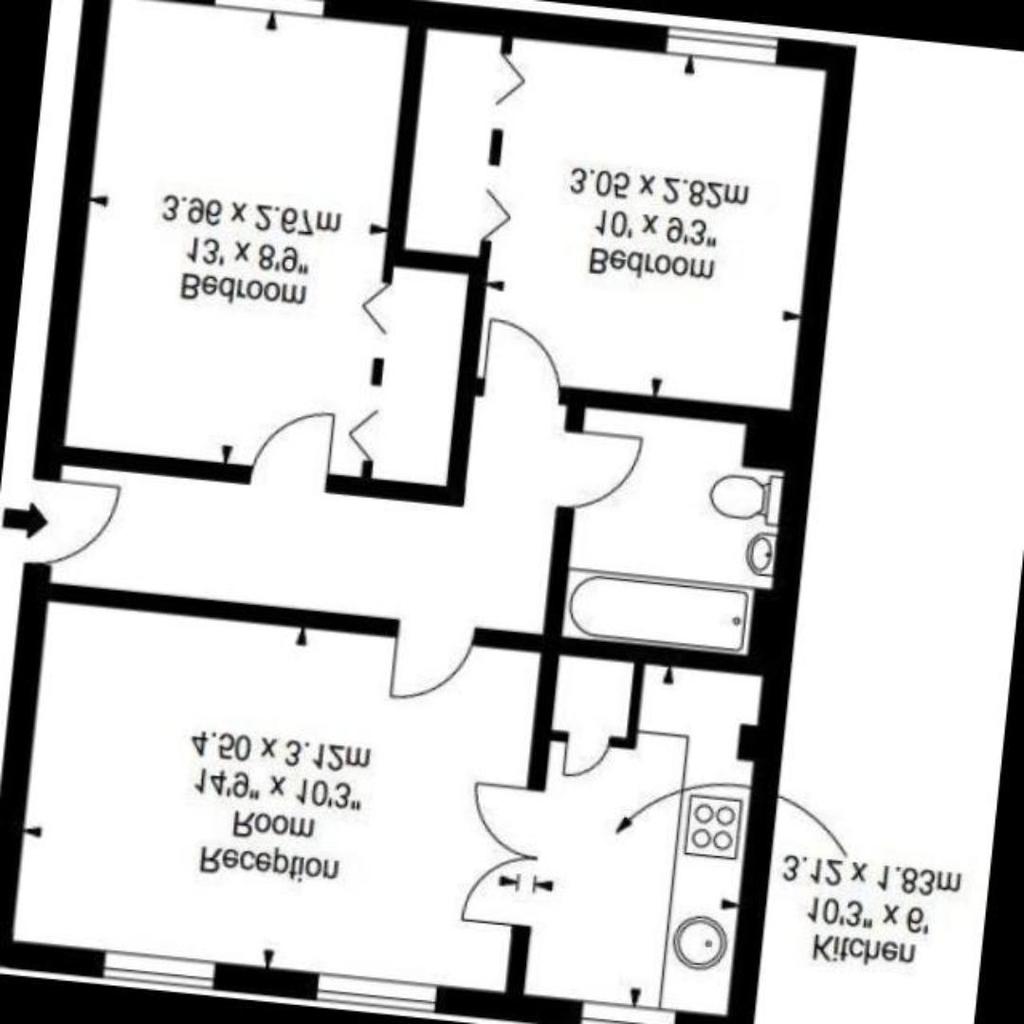 Bedroom
13' x 8'9"
3.96 x 2.67m
Bedroom
10' x 9'3"
3.05 x 2.82m
Reception
Room
14'9" x 10'3"
4.50 x 3.12m
Kitchen
10'3" x 6'
3.12 x 1.83m